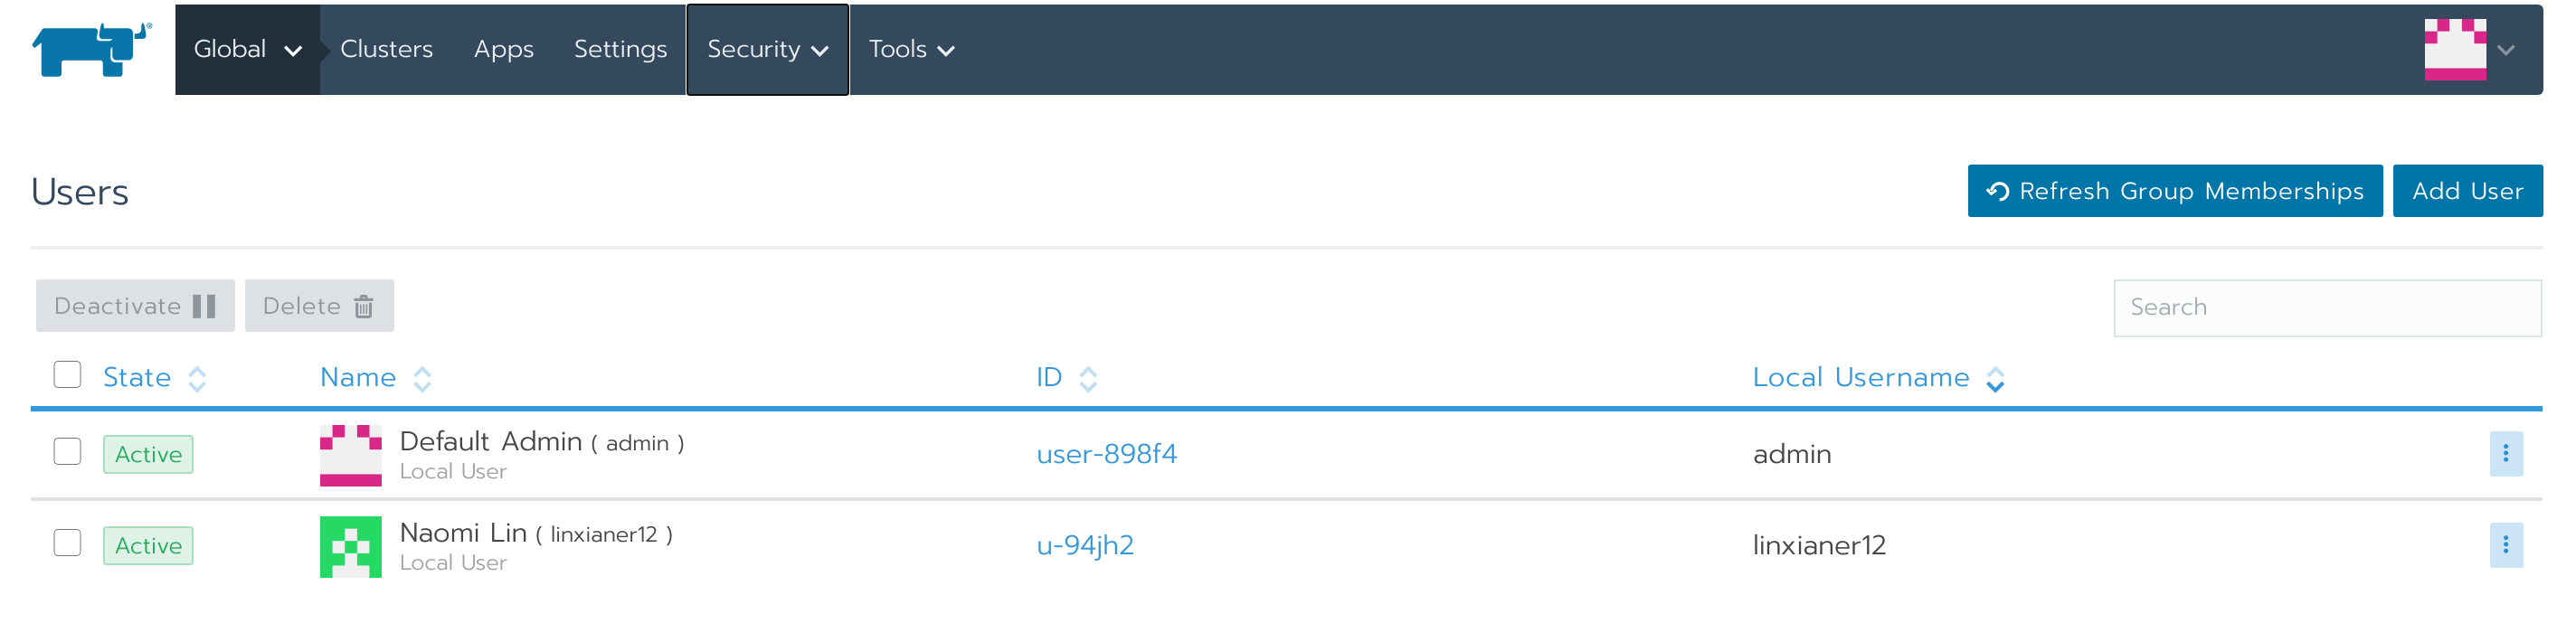 Global Clusters Apps Settings Security Tools
Users Refresh Group Memberships Add User
Deactivate Delete Search
State Name ID Local Username
Active Default Admin ( admin ) user-898f4 admin
Local User
Active Naomi Lin ( linxianer12 ) u-94jh2 linxianer12
Local User